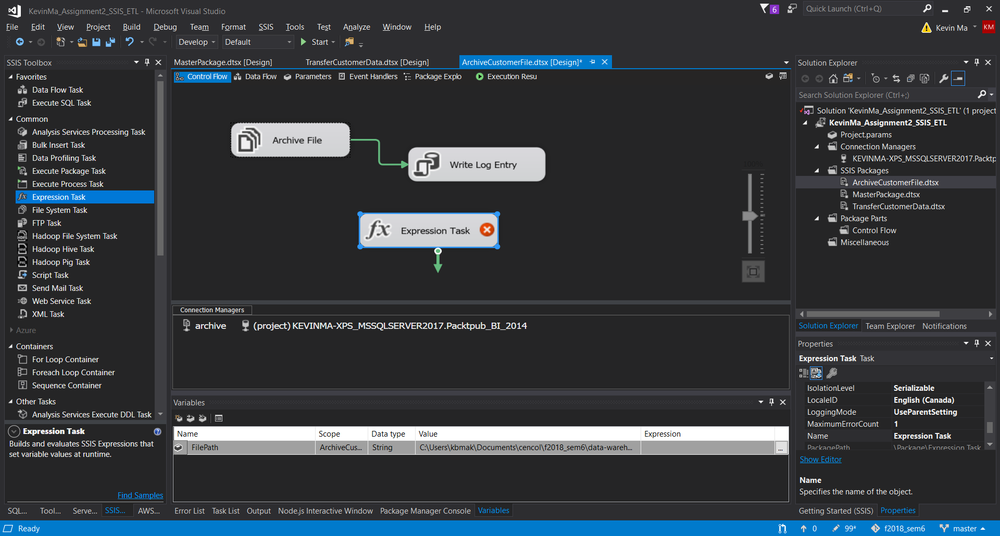 KevinMa_Assignment2_SSIS_ETL - Microsoft Visual Studio
6
Quick Launch (Ctrl+Q)
File Edit View Project Build Debug Team Format SSIS Tools Test Analyze Window Help
Kevin Ma
KM
Develop
Default
Start
SSIS Toolbox
Favorites
Data Flow Task
Execute SQL Task
Common
Analysis Services Processing Task
Bulk Insert Task
Data Profiling Task
Execute Package Task
Execute Process Task
Expression Task
File System Task
FTP Task
Hadoop File System Task
Hadoop Hive Task
Hadoop Pig Task
Script Task
Send Mail Task
Web Service Task
XML Task
Azure
Containers
For Loop Container
Foreach Loop Container
Sequence Container
Other Tasks
Analysis Services Execute DDL Task
Expression Task
Builds and evaluates SSIS Expressions that
set variable values at runtime.
Find Samples
SQL... Tool... Serve... SSIS... AWS...
MasterPackage.dtsx [Design] TransferCustomerData.dtsx [Design] ArchiveCustomerFile.dtsx [Design]*
Control Flow Data Flow Parameters Event Handlers Package Explo Execution Resu
Archive File
Write Log Entry
Expression Task
100%
Connection Managers
archive (project) KEVINMA-XPS_MSSQLSERVER2017.Packtpub_BI_2014
Variables
Name Scope Data type Value Expression
FilePath ArchiveCus... String C:\Users\kbmak\Documents\cencol\f2018_sem6\data-wareh... ...
Error List Task List Output Node.js Interactive Window Package Manager Console Variables
Solution Explorer
Search Solution Explorer (Ctrl+;)
Solution 'KevinMa_Assignment2_SSIS_ETL' (1 project
KevinMa_Assignment2_SSIS_ETL
Project.params
Connection Managers
KEVINMA-XPS_MSSQLSERVER2017.Packtp
SSIS Packages
ArchiveCustomerFile.dtsx
MasterPackage.dtsx
TransferCustomerData.dtsx
Package Parts
Control Flow
Miscellaneous
Solution Explorer Team Explorer Notifications
Properties
Expression Task Task
IsolationLevel Serializable
LocaleID English (Canada)
LoggingMode UseParentSetting
MaximumErrorCount 1
Name Expression Task
PackagePath \Package\Expression Task
Show Editor
Name
Specifies the name of the object.
Getting Started (SSIS) Properties
Ready
0 99* f2018_sem6 master